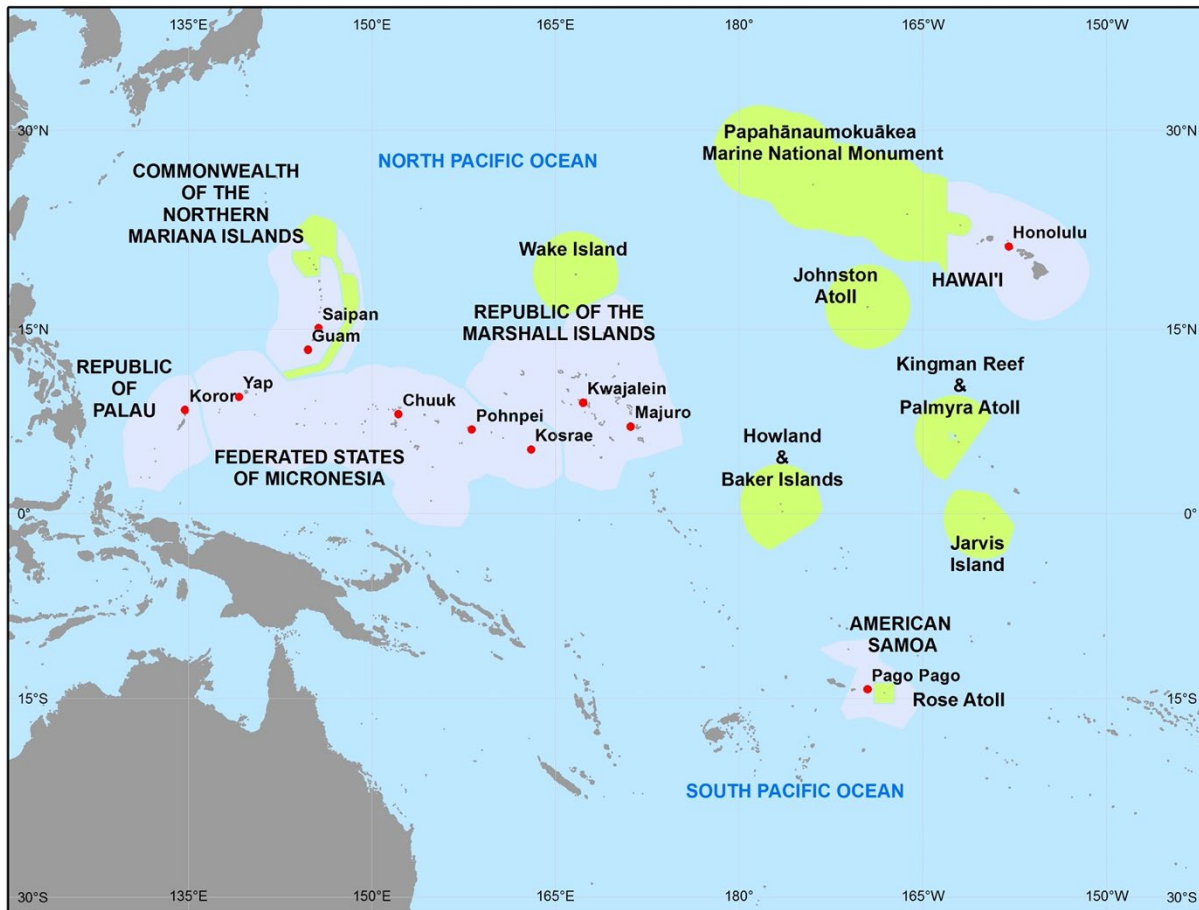 135°E
150°E
165°E
180°
165°W
150°W
30°N
30°N
Papahānaumokuākea
Marine National Monument
COMMONWEALTH
OF THE
NORTHERN
MARIANA ISLANDS
NORTH PACIFIC OCEAN
Wake Island
Honolulu
HAWAI'I
Johnston
Atoll
Saipan
Guam
REPUBLIC OF THE
MARSHALL ISLANDS
15°N
15°N
REPUBLIC
OF
PALAU
Koror
Yap
Chuuk
Pohnpei
Kosrae
Kwajalein
Majuro
Kingman Reef
&
Palmyra Atoll
FEDERATED STATES
OF MICRONESIA
Howland
&
Baker Islands
0°
0°
Jarvis
Island
AMERICAN
SAMOA
Pago Pago
Rose Atoll
15°S
15°S
SOUTH PACIFIC OCEAN
30°S
30°S
135°E
150°E
165°E
180°
165°W
150°W